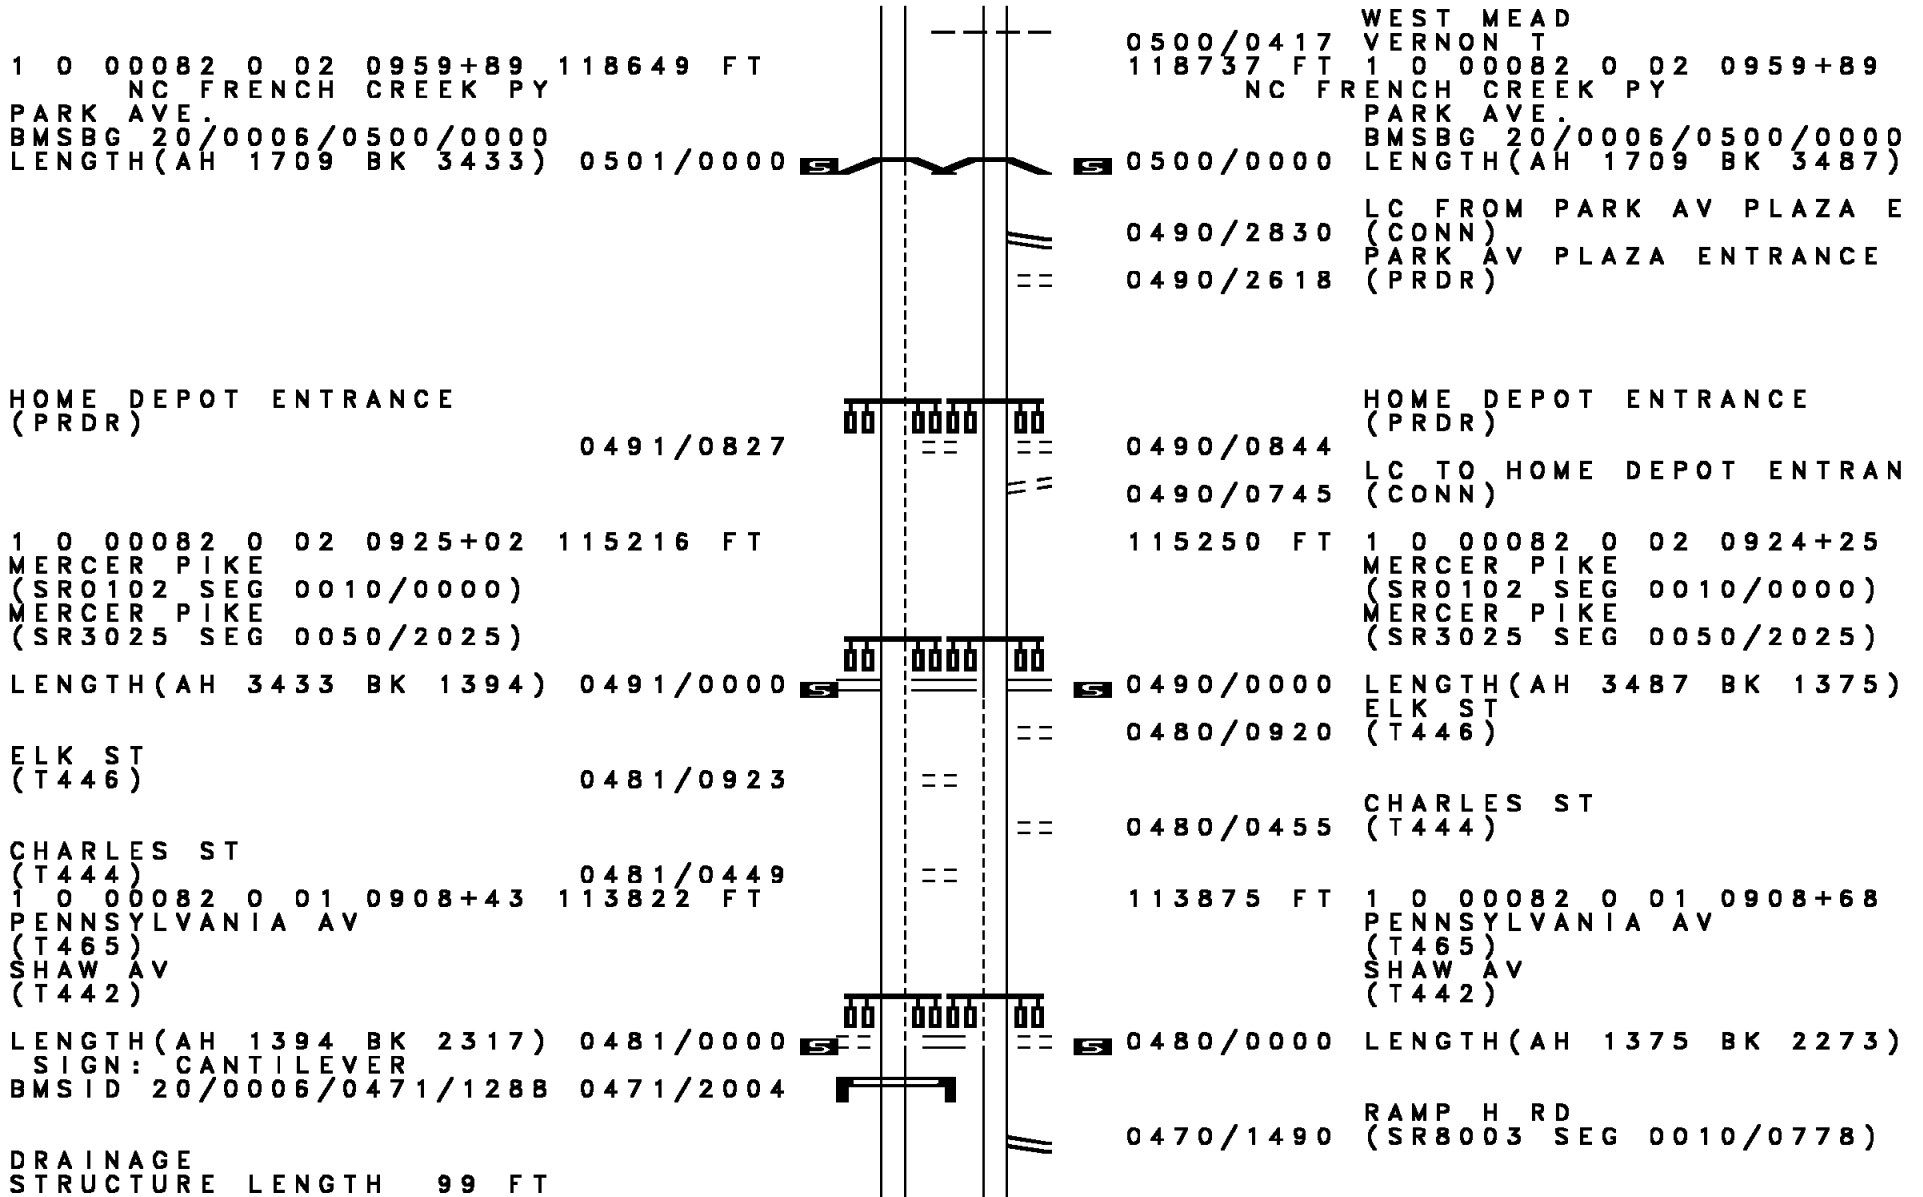 WEST MEAD
0500/0417 VERNON T
1 0 00082 0 02 0959+89 118649 FT
118737 FT 1 0 00082 0 02 0959+89
NC FRENCH CREEK PY
NC FRENCH CREEK PY
PARK AVE.
PARK AVE.
BMSBG 20/0006/0500/0000
BMSBG 20/0006/0500/0000
LENGTH(AH 1709 BK 3433) 0501/0000 S
S 0500/0000 LENGTH(AH 1709 BK 3487)
LC FROM PARK AV PLAZA E
0490/2830 (CONN)
PARK AV PLAZA ENTRANCE
0490/2618 (PRDR)
HOME DEPOT ENTRANCE
HOME DEPOT ENTRANCE
(PRDR)
(PRDR)
0491/0827
0490/0844
LC TO HOME DEPOT ENTRAN
0490/0745 (CONN)
1 0 00082 0 02 0925+02 115216 FT
115250 FT 1 0 00082 0 02 0924+25
MERCER PIKE
MERCER PIKE
(SR0102 SEG 0010/0000)
(SR0102 SEG 0010/0000)
MERCER PIKE
MERCER PIKE
(SR3025 SEG 0050/2025)
(SR3025 SEG 0050/2025)
LENGTH(AH 3433 BK 1394) 0491/0000 S
S 0490/0000 LENGTH(AH 3487 BK 1375)
ELK ST
0480/0920 (T446)
ELK ST
(T446) 0481/0923
CHARLES ST
0480/0455 (T444)
CHARLES ST
(T444) 0481/0449
1 0 00082 0 01 0908+43 113822 FT
113875 FT 1 0 00082 0 01 0908+68
PENNSYLVANIA AV
PENNSYLVANIA AV
(T465)
(T465)
SHAW AV
SHAW AV
(T442)
(T442)
LENGTH(AH 1394 BK 2317) 0481/0000 S
S 0480/0000 LENGTH(AH 1375 BK 2273)
SIGN: CANTILEVER
BMSID 20/0006/0471/1288 0471/2004
RAMP H RD
0470/1490 (SR8003 SEG 0010/0778)
DRAINAGE
STRUCTURE LENGTH 99 FT